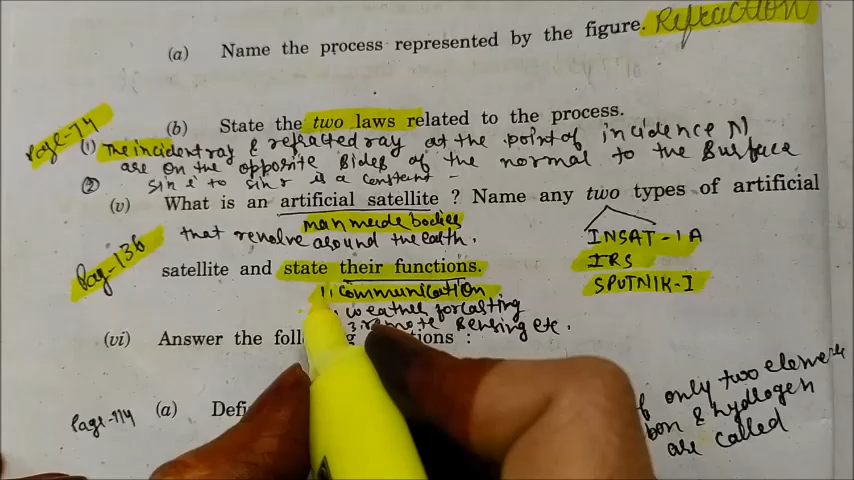 (a) Name the process represented by the figure. Refraction
(b) State the two laws related to the process.
Page-74
(1) The incident ray & refracted ray at the point of incidence N
are on the opposite Sides of the normal to the Surface
(2) Sin i to Sin r is a constant -
(v) What is an artificial satellite ? Name any two types of artificial
man made bodies
that revolve around the earth.
INSAT-1A
IRS
SPUTNIK-I
Pag-136
satellite and state their functions.
1. Communication
weather forcasting
3. remote Sensing etc.
(vi) Answer the following questions :
Page-114 (a) Defi
only two elemen
bon & hydrogen
are called